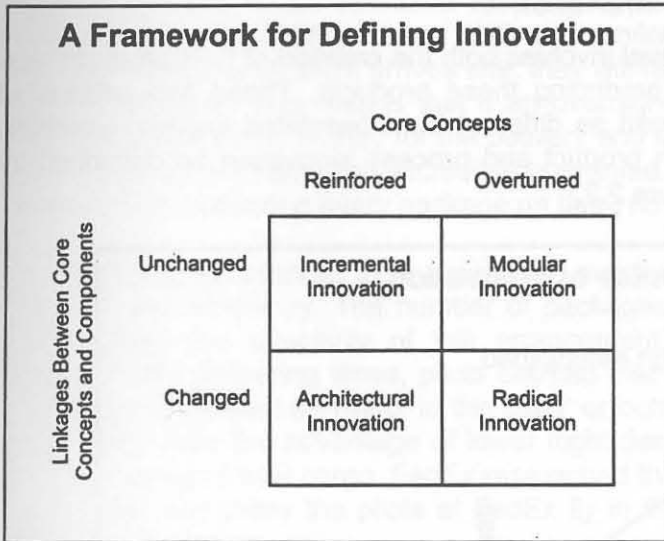 A Framework for Defining Innovation
Core Concepts
Reinforced Overturned
Linkages Between Core
Concepts and Components
Unchanged
Incremental
Innovation
Modular
Innovation
Changed
Architectural
Innovation
Radical
Innovation